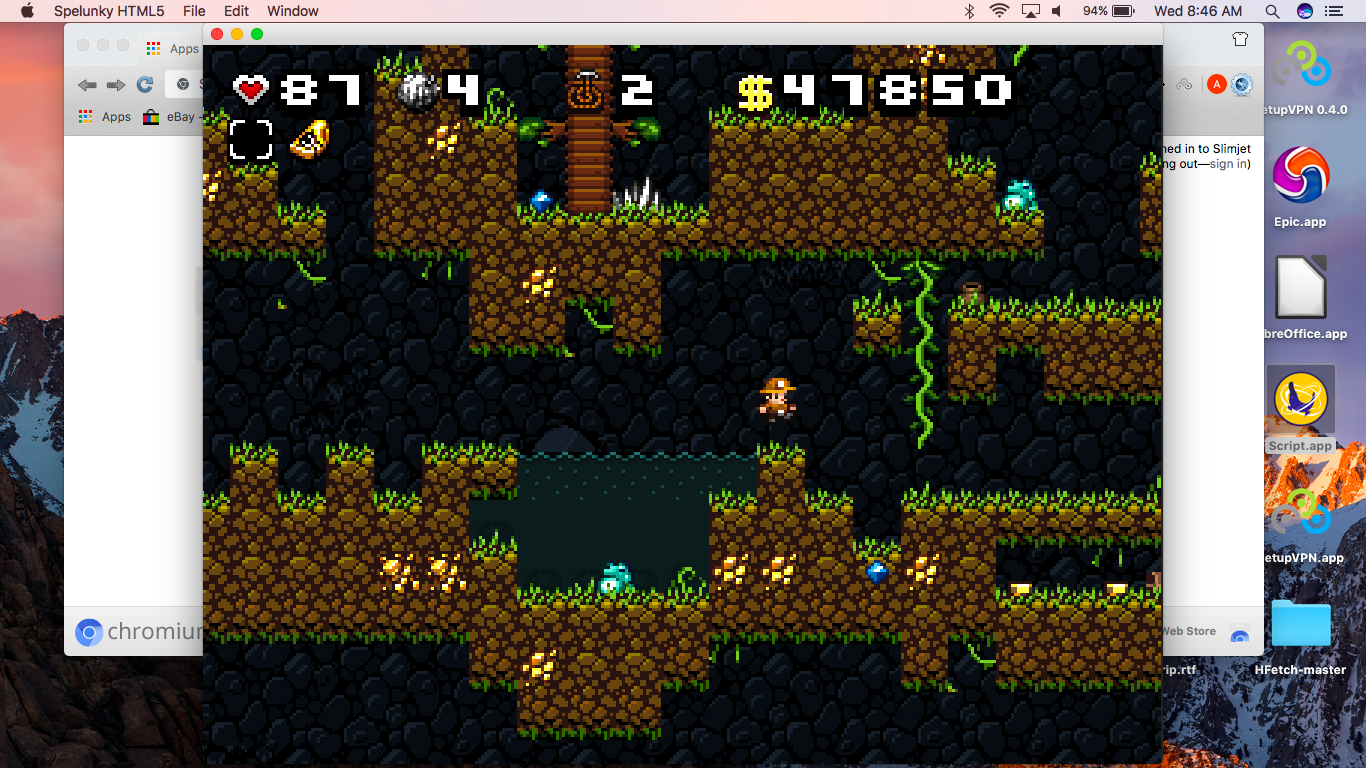 Spelunky HTML5 File Edit Window 94% Wed 8:46 AM
Apps
S
Apps eBay -
87 4 2 $478850
ned in to Slimjet
ng out—sign in)
A
etupVPN 0.4.0
Epic.app
breOffice.app
Script.app
etupVPN.app
HFetch-master
rip.rtf
chromium
Web Store